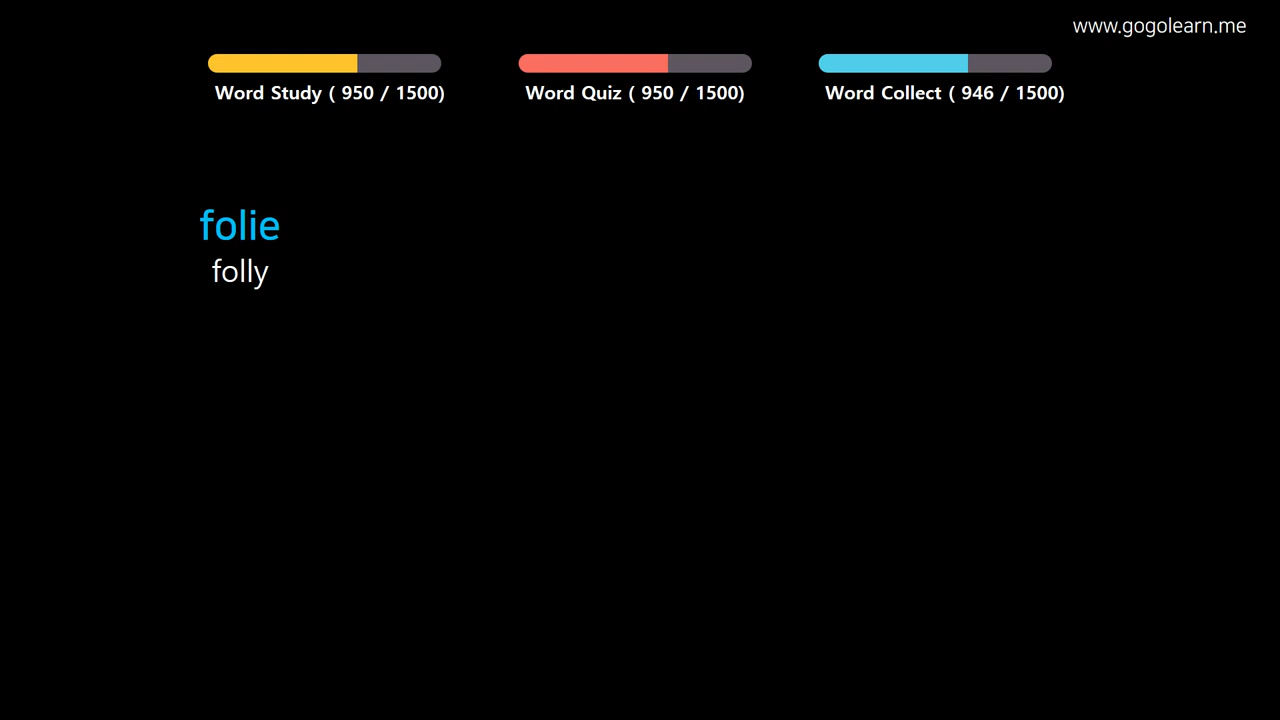 www.gogolearn.me
Word Study ( 950 / 1500)
Word Quiz ( 950 / 1500)
Word Collect ( 946 / 1500)
folie
folly